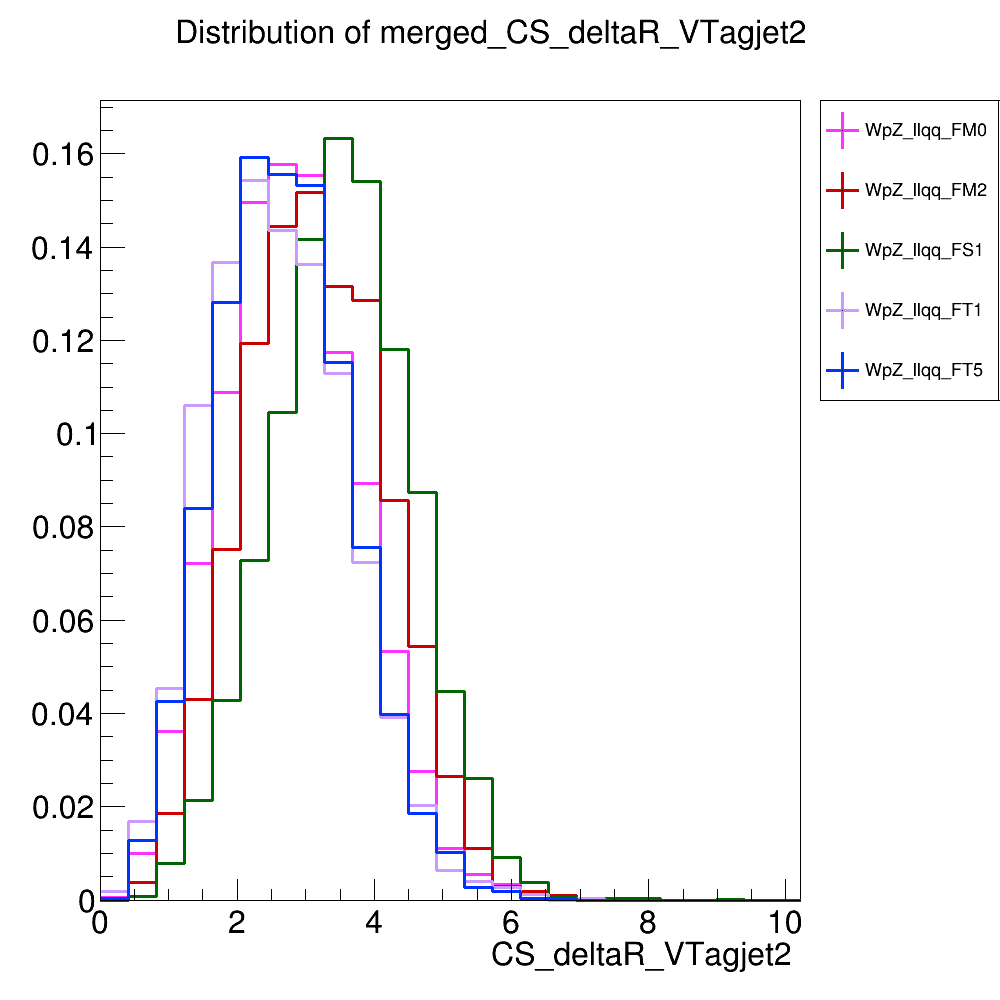 Distribution of merged_CS_deltaR_VTagjet2
WpZ_llqq_FM0
WpZ_llqq_FM2
WpZ_llqq_FS1
WpZ_llqq_FT1
WpZ_llqq_FT5
0.16
0.14
0.12
0.1
0.08
0.06
0.04
0.02
0
0 2 4 6 8 10
CS_deltaR_VTagjet2